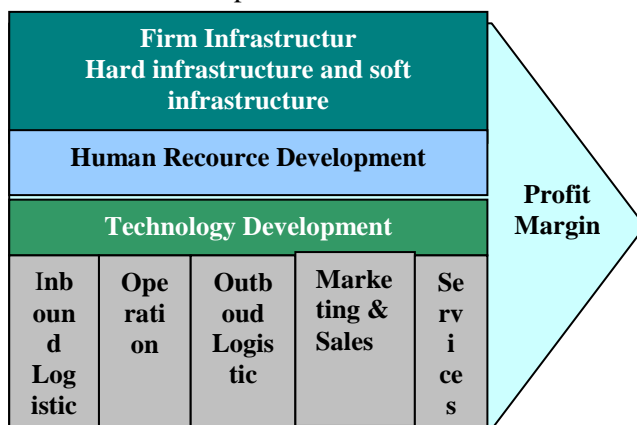 Firm Infrastructur
Hard infrastructure and soft
infrastructure
Human Recource Development
Technology Development
Profit
Margin
Inb
oun
d
Log
istic
Ope
rati
on
Outb
oud
Logis
tic
Marke
ting &
Sales
Se
rv
i
ce
s